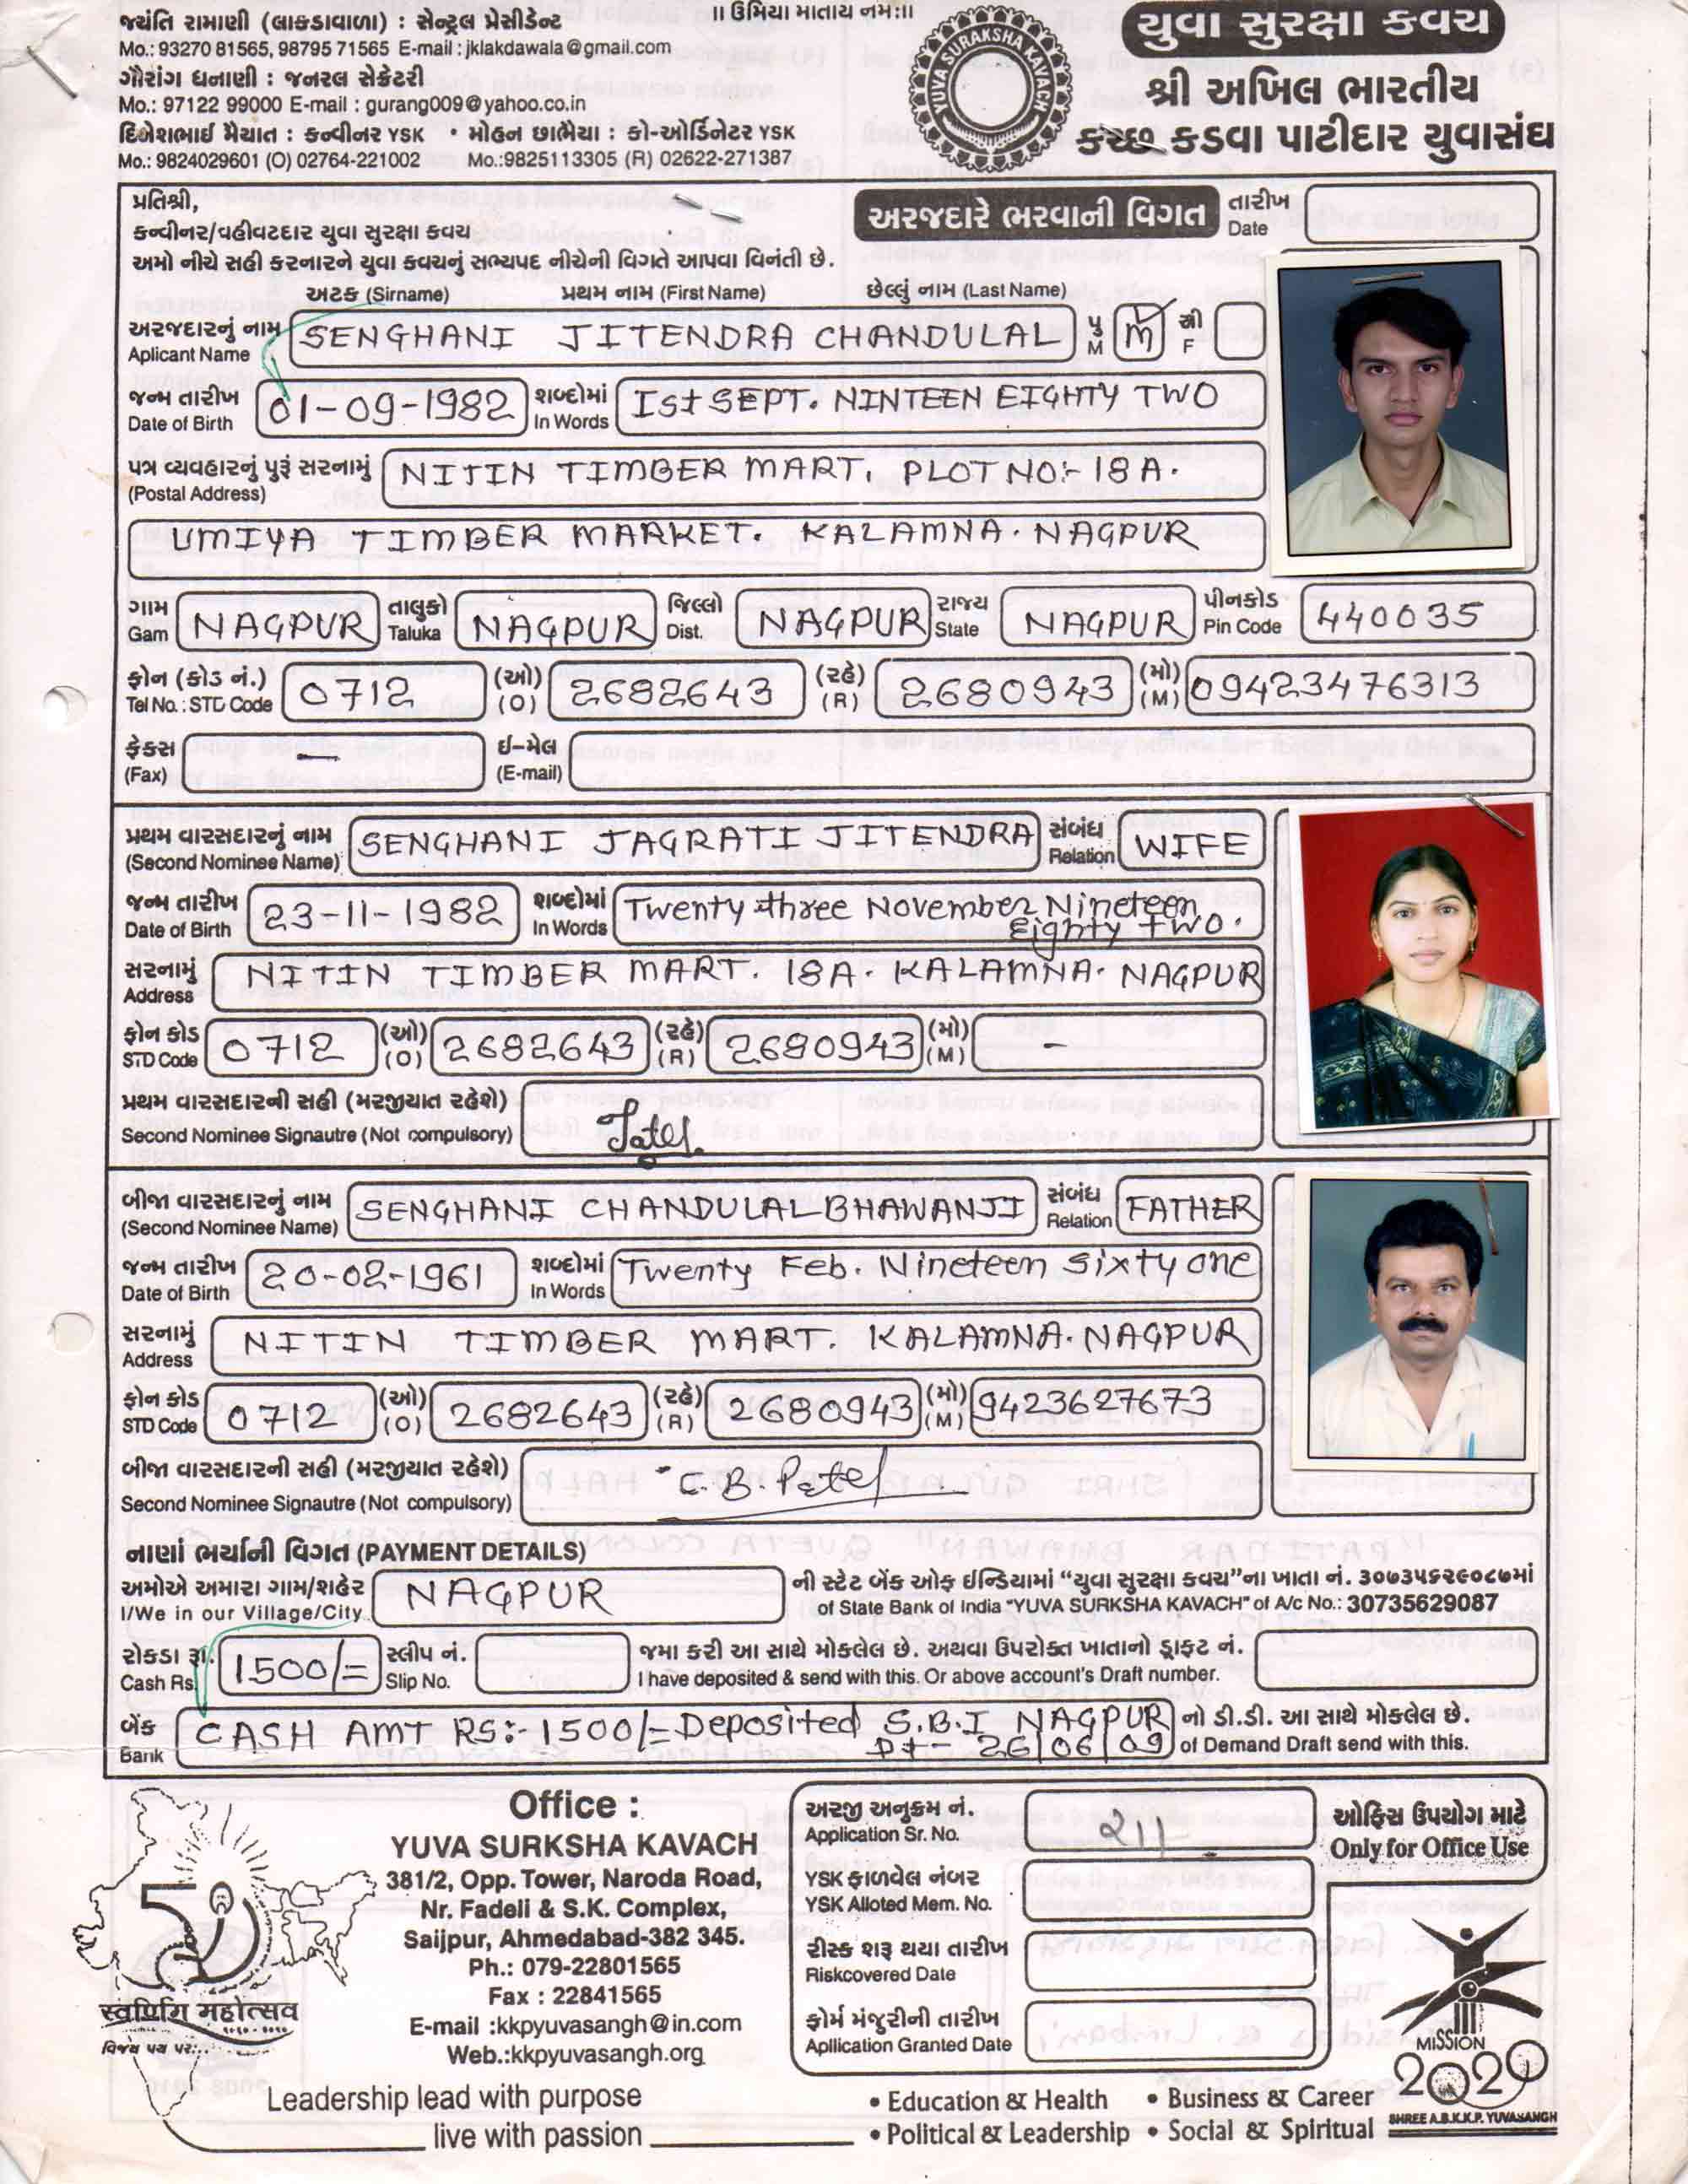 ॥ ઉમિયા માતાય નમઃ॥
જયંતિ રામાણી (લાકડાવાળા) : સેન્ટ્રલ પ્રેસીડેન્ટ
Mo.: 93270 81565, 98795 71565 E-mail : jklakdawala@gmail.com
ગૌરાંગ ધનાણી : જનરલ સેક્રેટરી
Mo.: 97122 99000 E-mail : gurang009@yahoo.co.in
દિનેશભાઈ મૈયાત : કન્વીનર YSK • મોહન છાભૈયા : કો-ઓર્ડિનેટર YSK
Mo.: 9824029601 (O) 02764-221002 Mo.:9825113305 (R) 02622-271387
YUVA SURAKSHA KAVACH
યુવા સુરક્ષા કવચ
શ્રી અખિલ ભારતીય
કચ્છ કડવા પાટીદાર યુવાસંઘ
પ્રતિશ્રી,
કન્વીનર/વહીવટદાર યુવા સુરક્ષા કવચ
અમો નીચે સહી કરનારને યુવા કવચનું સભ્યપદ નીચેની વિગતે આપવા વિનંતી છે.
અરજદારે ભરવાની વિગત તારીખ
Date
અટક (Sirname) પ્રથમ નામ (First Name) છેલ્લું નામ (Last Name)
અરજદારનું નામ SENGHANI JITENDRA CHANDULAL પુ M M સ્રી F
Aplicant Name
જન્મ તારીખ 01-09-1982 શબ્દોમાં ISt SEPT. NINTEEN EIGHTY TWO
Date of Birth In Words
પત્ર વ્યવહારનું પુરૂં સરનામું NITIN TIMBER MART, PLOT NO:- 18A.
(Postal Address)
UMIYA TIMBER MARKET. KALAMNA. NAGPUR
ગામ NAGPUR તાલુકો NAGPUR જિલ્લો NAGPUR રાજ્ય NAGPUR પીનકોડ 440035
Gam Taluka Dist. State Pin Code
ફોન (કોડ નં.) 0712 (ઓ) 2682643 (રહે) 2680943 (મો) 09423476313
Tel No. : STD Code (O) (R) (M)
ફેક્સ — ઈ-મેલ
(Fax) (E-mail)
પ્રથમ વારસદારનું નામ SENGHANI JAGRATI JITENDRA સંબંધ WIFE
(Second Nominee Name) Relation
જન્મ તારીખ 23-11-1982 શબ્દોમાં Twenty three November Nineteen
Date of Birth In Words Eighty two.
સરનામું NITIN TIMBER MART. 18A. KALAMNA. NAGPUR
Address
ફોન કોડ 0712 (ઓ) 2682643 (રહે) 2680943 (મો) -
STD Code (O) (R) (M)
પ્રથમ વારસદારની સહી (મરજીયાત રહેશે)
Second Nominee Signautre (Not compulsory)
બીજા વારસદારનું નામ SENGHANI CHANDULAL BHAWANJI સંબંધ FATHER
(Second Nominee Name) Relation
જન્મ તારીખ 20-02-1961 શબ્દોમાં Twenty Feb. Nineteen Sixty one
Date of Birth In Words
સરનામું NITIN TIMBER MART. KALAMNA. NAGPUR
Address
ફોન કોડ 0712 (ઓ) 2682643 (રહે) 2680943 (મો) 9423627673
STD Code (O) (R) (M)
બીજા વારસદારની સહી (મરજીયાત રહેશે) C.B. Patel
Second Nominee Signautre (Not compulsory)
નાણાં ભર્યાની વિગત (PAYMENT DETAILS)
અમોએ અમારા ગામ/શહેર NAGPUR ની સ્ટેટ બેંક ઓફ ઈન્ડિયામાં "યુવા સુરક્ષા કવચ"ના ખાતા નં. ૩૦૭૩૫૬૨૯૦૮૭માં
I/We in our Village/City of State Bank of India "YUVA SURKSHA KAVACH" of A/c No.: 30735629087
રોકડા રૂા. 1500/= સ્લીપ નં. જમા કરી આ સાથે મોકલેલ છે. અથવા ઉપરોક્ત ખાતાનો ડ્રાફટ નં.
Cash Rs. Slip No. I have deposited & send with this. Or above account's Draft number.
બેંક CASH AMT RS:- 1500/= Deposited S.B.I NAGPUR નો ડી.ડી. આ સાથે મોકલેલ છે.
Bank Dt- 26/06/09 of Demand Draft send with this.
Office :
YUVA SURKSHA KAVACH
381/2, Opp. Tower, Naroda Road,
Nr. Fadeli & S.K. Complex,
Saijpur, Ahmedabad-382 345.
Ph.: 079-22801565
Fax : 22841565
E-mail :kkpyuvasangh@in.com
Web.:kkpyuvasangh.org
અરજી અનુક્રમ નં. 211 ઓફિસ ઉપયોગ માટે
Application Sr. No. Only for Office Use
YSK ફાળવેલ નંબર
YSK Alloted Mem. No.
રીસ્ક શરૂ થયા તારીખ
Riskcovered Date
ફોર્મ મંજુરીની તારીખ
Apllication Granted Date
50
સ્વર્ણિમ મહોત્સવ
MISSION
2020
SHREE A.B.K.K.P. YUVASANGH
Leadership lead with purpose
live with passion
• Education & Health • Business & Career
• Political & Leadership • Social & Spiritual